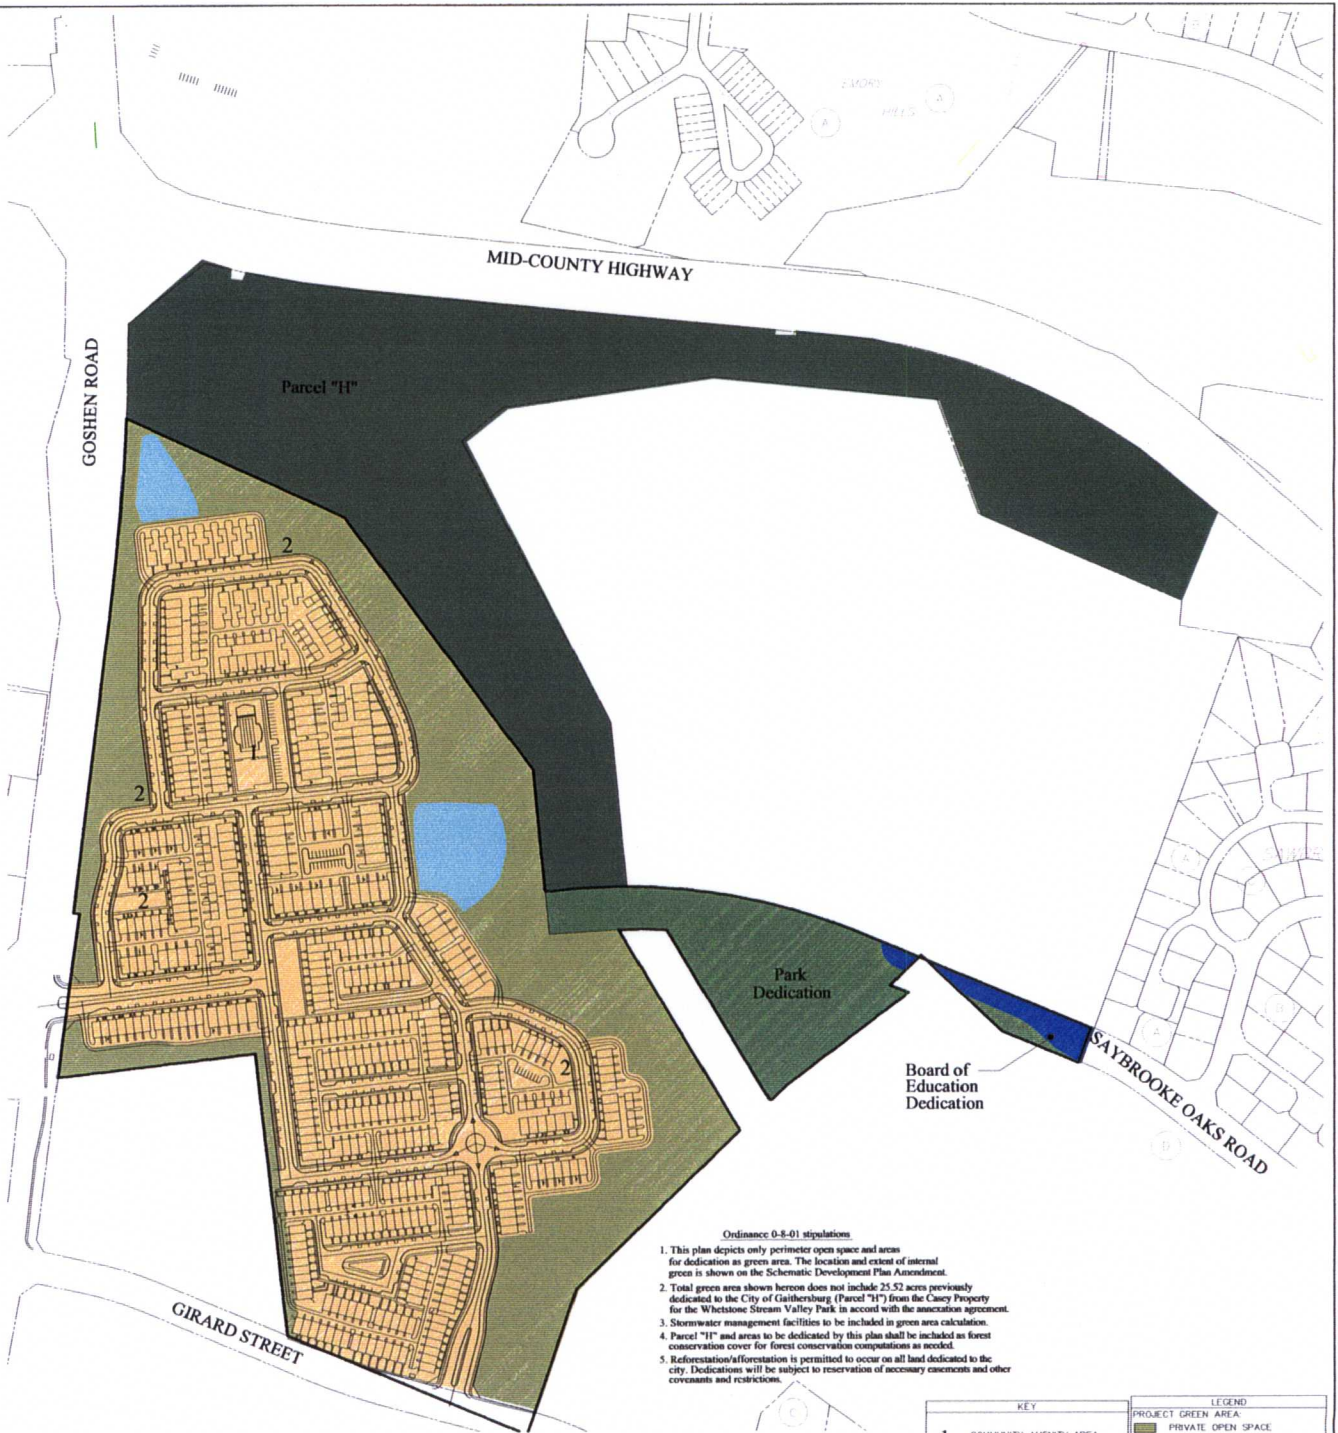 MID-COUNTY HIGHWAY
GOSHEN ROAD
Parcel "H"
2
1
2
2
2
Park
Dedication
Board of
Education
Dedication
SAYBROOKE OAKS ROAD
GIRARD STREET
Ordinance 0-8-01 stipulations
1. This plan depicts only perimeter open space and areas
for dedication as green area. The location and extent of internal
green is shown on the Schematic Development Plan Amendment.
2. Total green area shown hereon does not include 25.52 acres previously
dedicated to the City of Gaithersburg (Parcel "H") from the Casey Property
for the Whetstone Stream Valley Park in accord with the annexation agreement.
3. Stormwater management facilities to be included in green area calculation.
4. Parcel "H" and areas to be dedicated by this plan shall be included as forest
conservation cover for forest conservation computations as needed.
5. Reforestation/afforestation is permitted to occur on all land dedicated to the
city. Dedications will be subject to reservation of necessary easements and other
covenants and restrictions.
KEY
LEGEND
PROJECT GREEN AREA:
PRIVATE OPEN SPACE
A
A
A
A
B
B
C